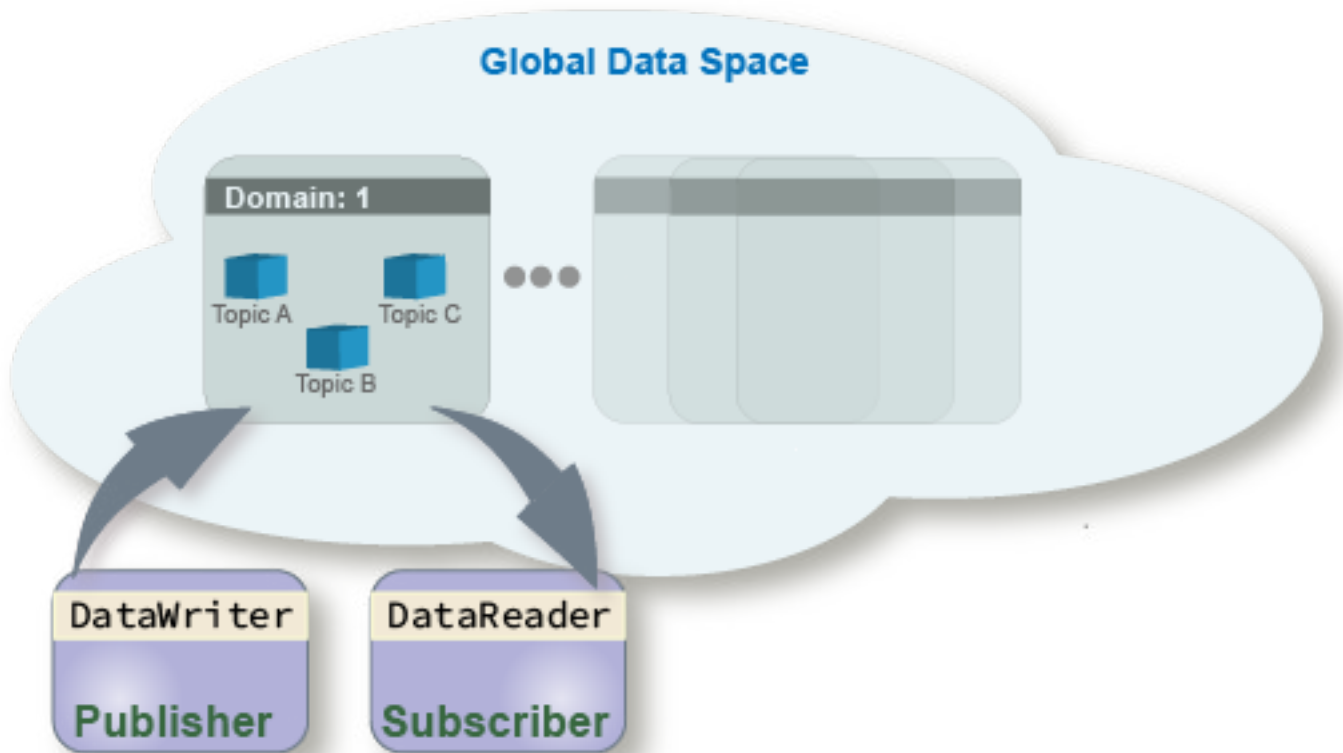 Global Data Space
Domain: 1
Topic A
Topic C
Topic B
DataWriter
Publisher
DataReader
Subscriber